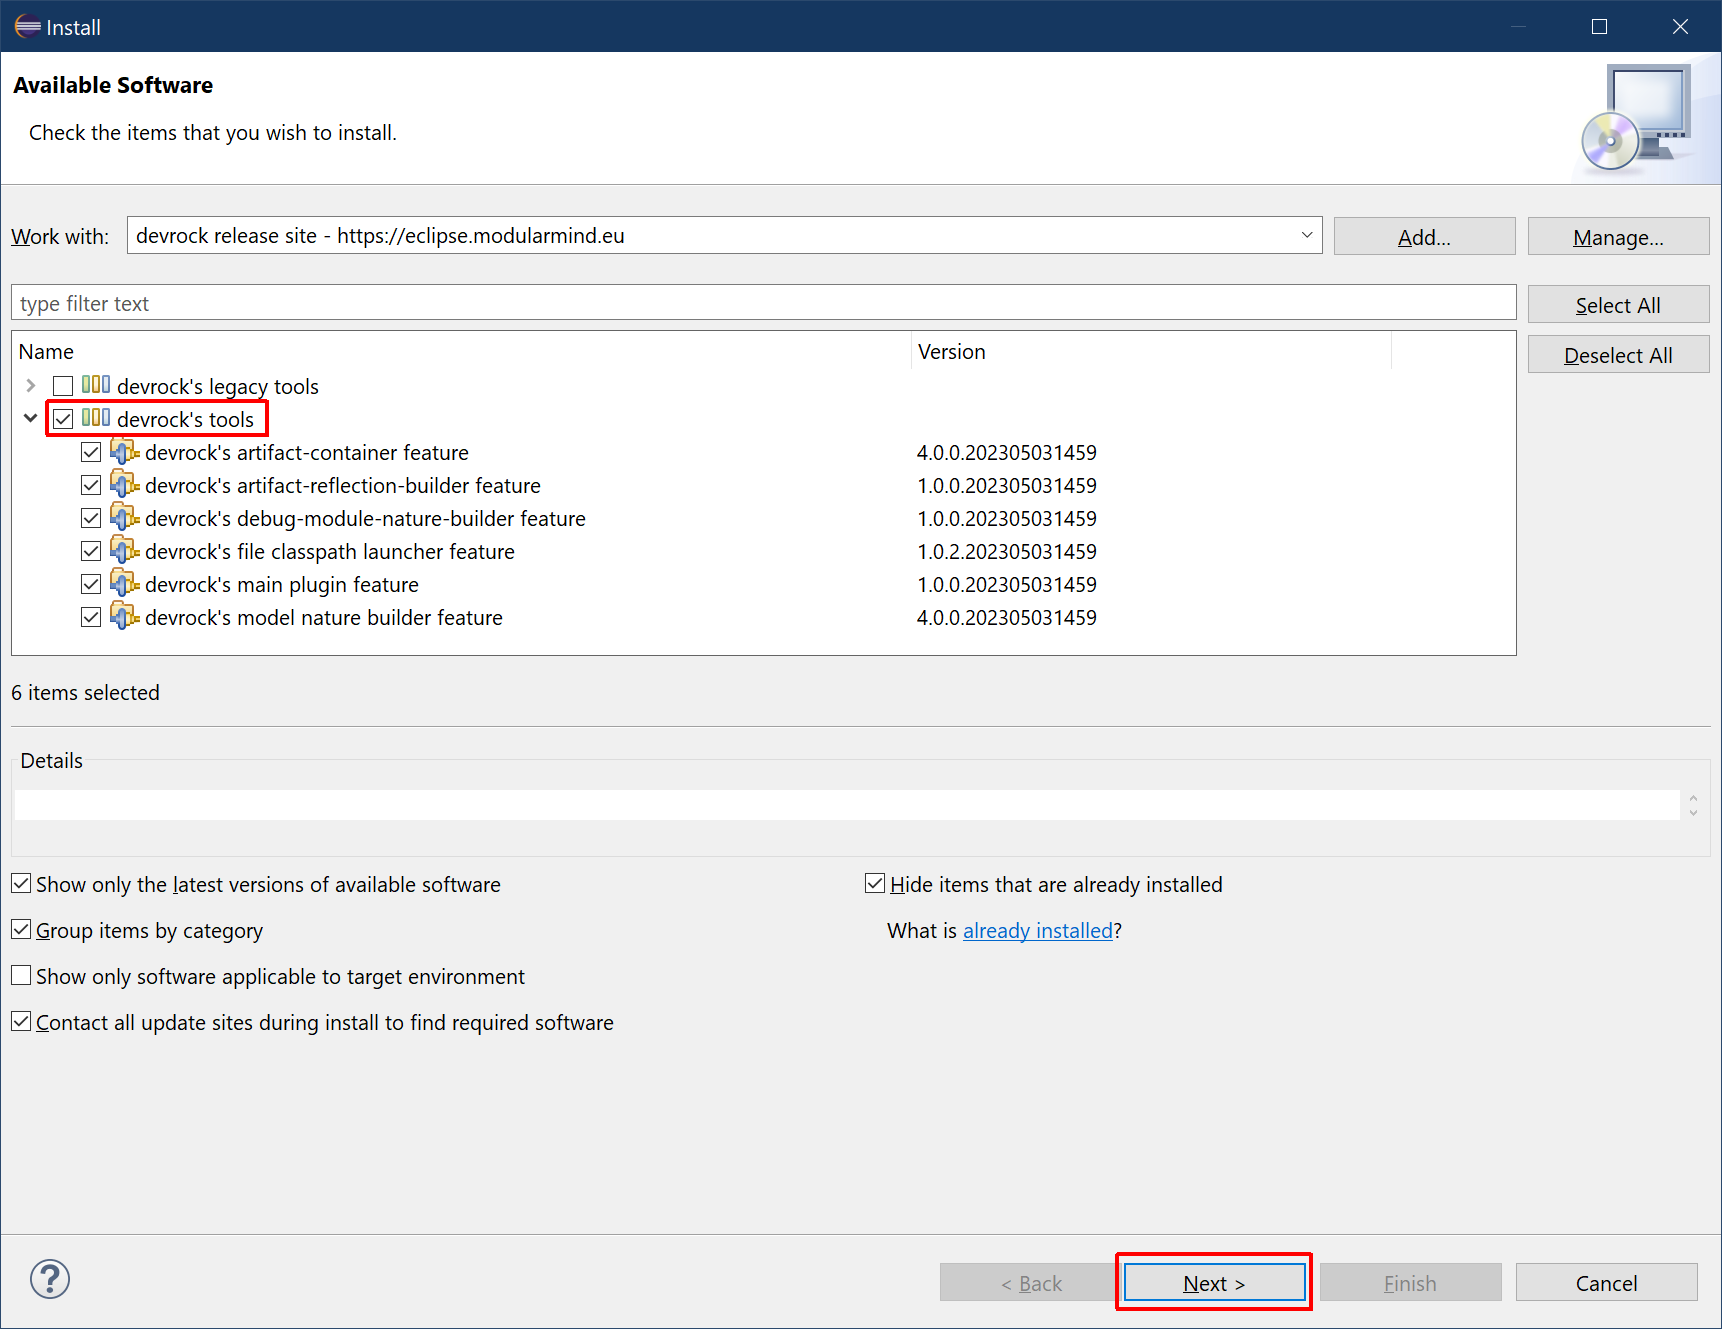 Install
Available Software
Check the items that you wish to install.
Work with: devrock release site - https://eclipse.modularmind.eu Add... Manage...
type filter text Select All
Deselect All
Name Version
devrock's legacy tools
devrock's tools
devrock's artifact-container feature 4.0.0.202305031459
devrock's artifact-reflection-builder feature 1.0.0.202305031459
devrock's debug-module-nature-builder feature 1.0.0.202305031459
devrock's file classpath launcher feature 1.0.2.202305031459
devrock's main plugin feature 1.0.0.202305031459
devrock's model nature builder feature 4.0.0.202305031459
6 items selected
Details
Show only the latest versions of available software Hide items that are already installed
Group items by category What is already installed?
Show only software applicable to target environment
Contact all update sites during install to find required software
? < Back Next > Finish Cancel